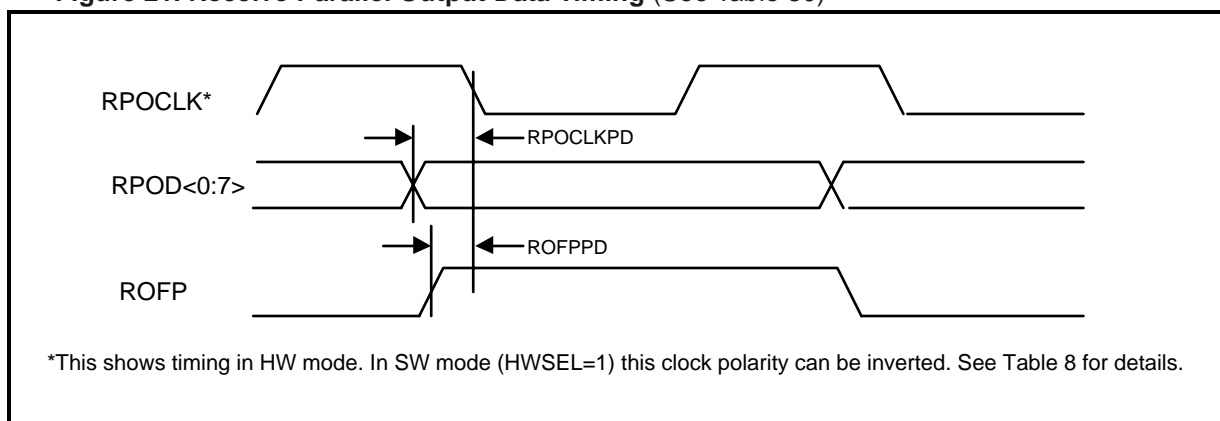 RPOCLK*
RPOCLKPD
RPOD<0:7>
ROFPPD
ROFP
*This shows timing in HW mode. In SW mode (HWSEL=1) this clock polarity can be inverted. See Table 8 for details.